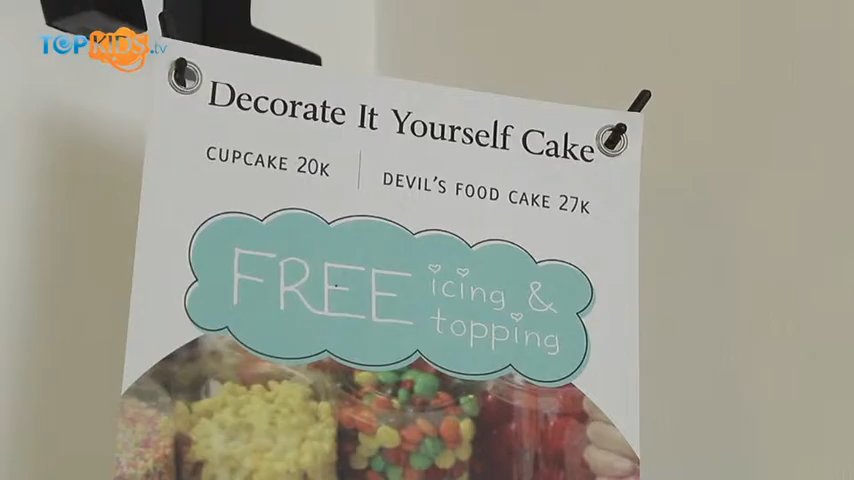 TOPKIDS.tv
Decorate It Yourself Cake
CUPCAKE 20K
DEVIL'S FOOD CAKE 27K
FREE icing &
topping